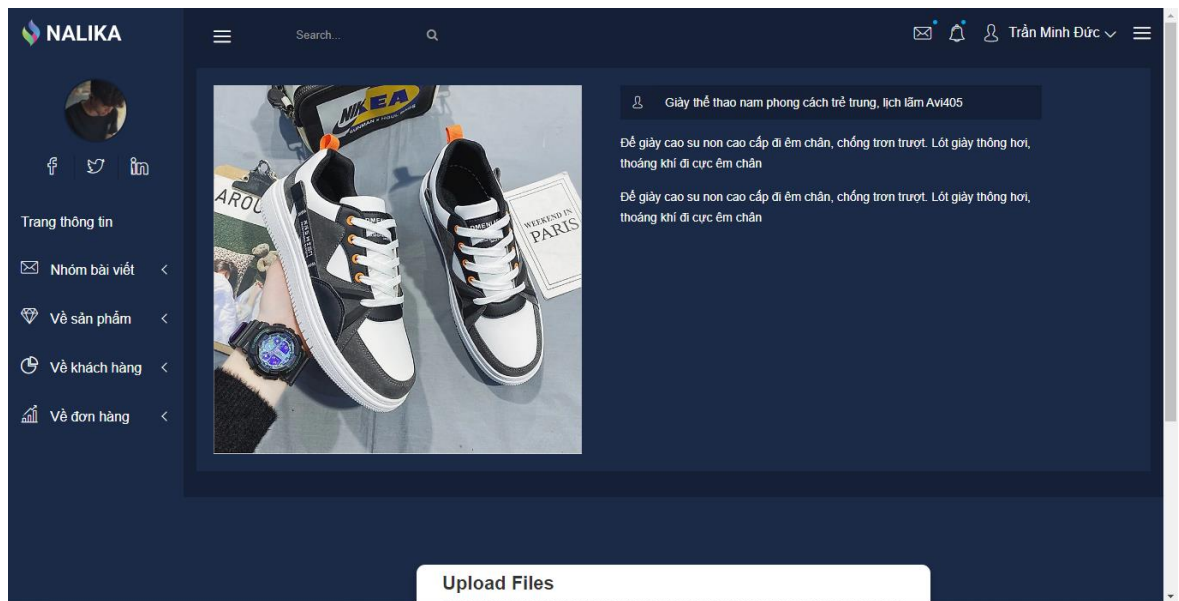 NALIKA
Search...
Trần Minh Đức
Trang thông tin
Nhóm bài viết
Về sản phẩm
Về khách hàng
Về đơn hàng
NIKEA
AROU
WEEKEND IN
PARIS
Giày thể thao nam phong cách trẻ trung, lịch lãm Avi405
Đế giày cao su non cao cấp đi êm chân, chống trơn trượt. Lót giày thông hơi,
thoáng khí đi cực êm chân
Đế giày cao su non cao cấp đi êm chân, chống trơn trượt. Lót giày thông hơi,
thoáng khí đi cực êm chân
Upload Files